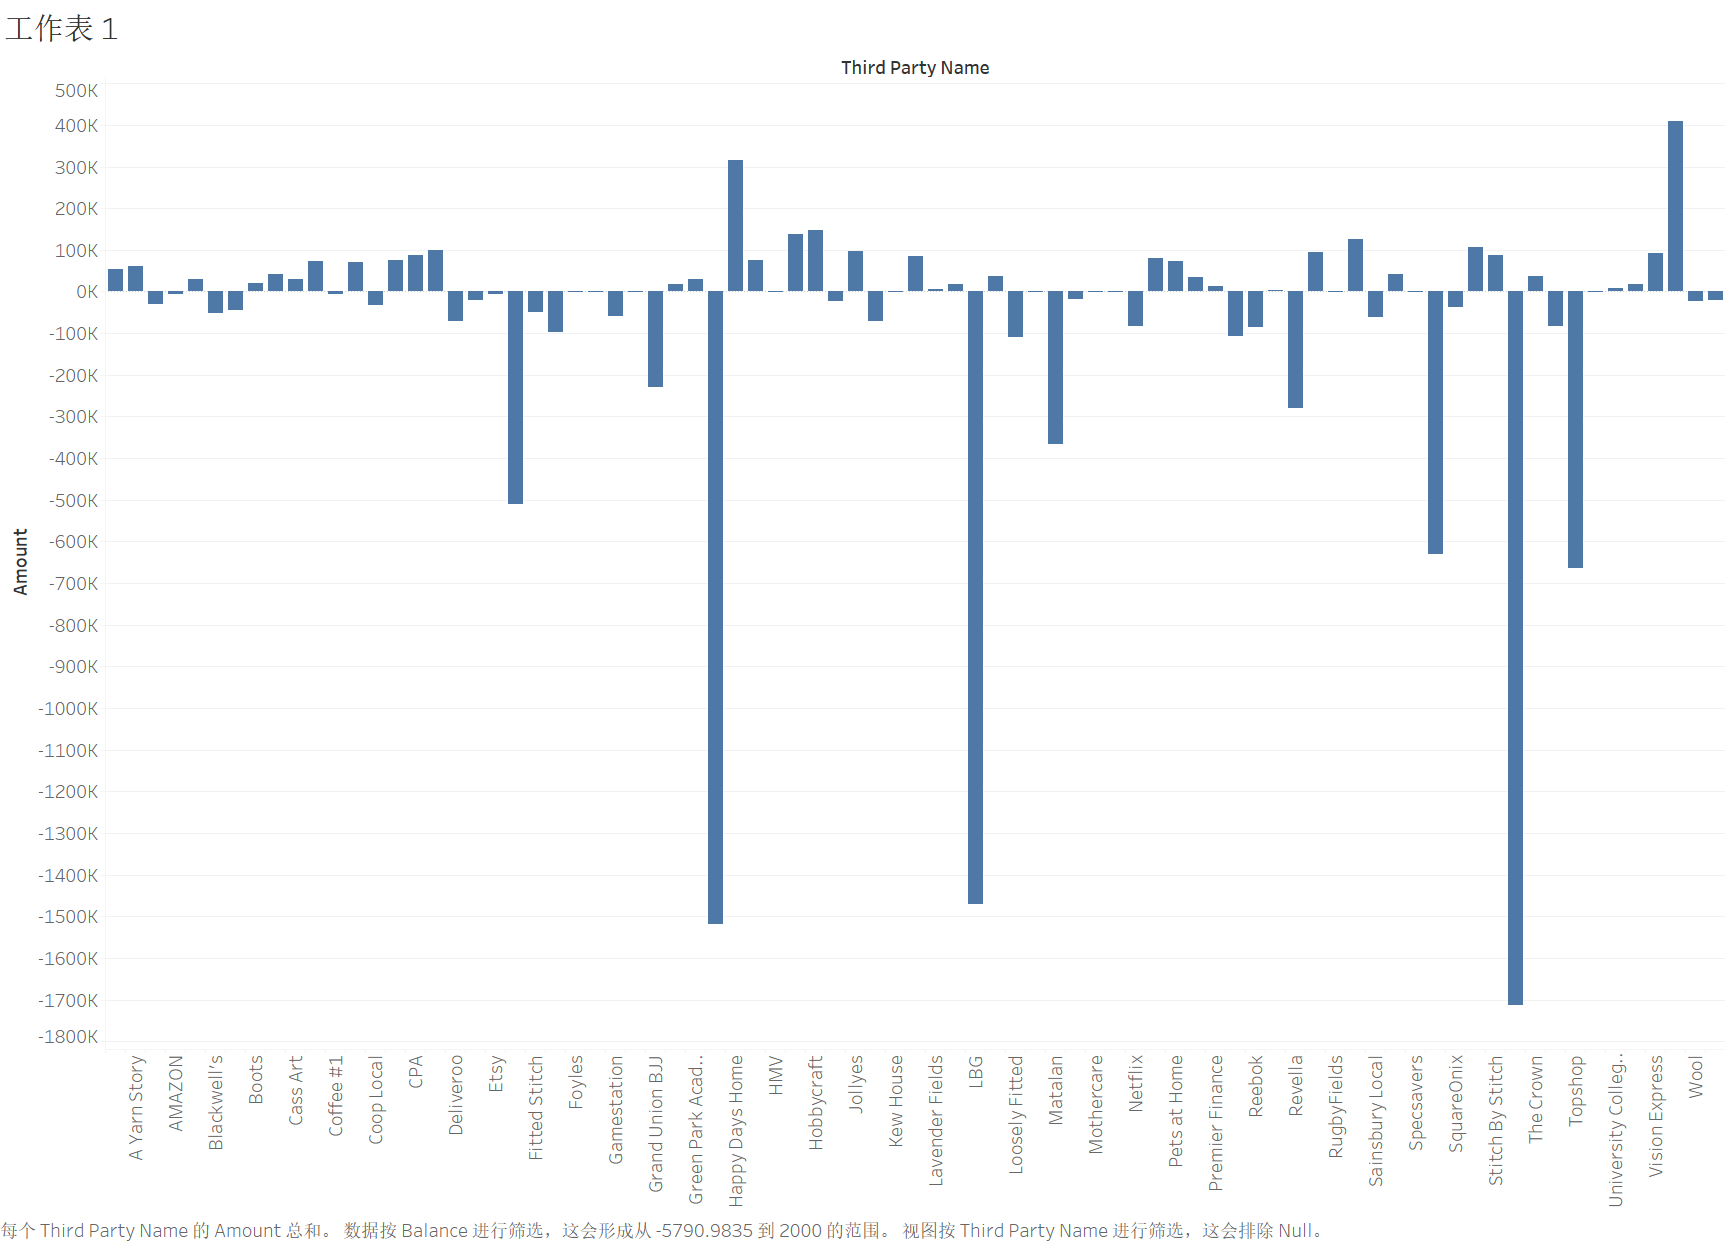 工作表 1
Third Party Name
500K
400K
300K
200K
100K
0K
-100K
-200K
-300K
-400K
-500K
-600K
-700K
-800K
-900K
-1000K
-1100K
-1200K
-1300K
-1400K
-1500K
-1600K
-1700K
-1800K
Amount
A Yarn Story
AMAZON
Blackwell's
Boots
Cass Art
Coffee #1
Coop Local
CPA
Deliveroo
Etsy
Fitted Stitch
Foyles
Gamestation
Grand Union BJJ
Green Park Acad..
Happy Days Home
HMV
Hobbycraft
Jollyes
Kew House
Lavender Fields
LBG
Loosely Fitted
Matalan
Mothercare
Netflix
Pets at Home
Premier Finance
Reebok
Revella
RugbyFields
Sainsbury Local
Specsavers
SquareOnix
Stitch By Stitch
The Crown
Topshop
University Colleg..
Vision Express
Wool
每个 Third Party Name 的 Amount 总和。 数据按 Balance 进行筛选，这会形成从 -5790.9835 到 2000 的范围。 视图按 Third Party Name 进行筛选，这会排除 Null。